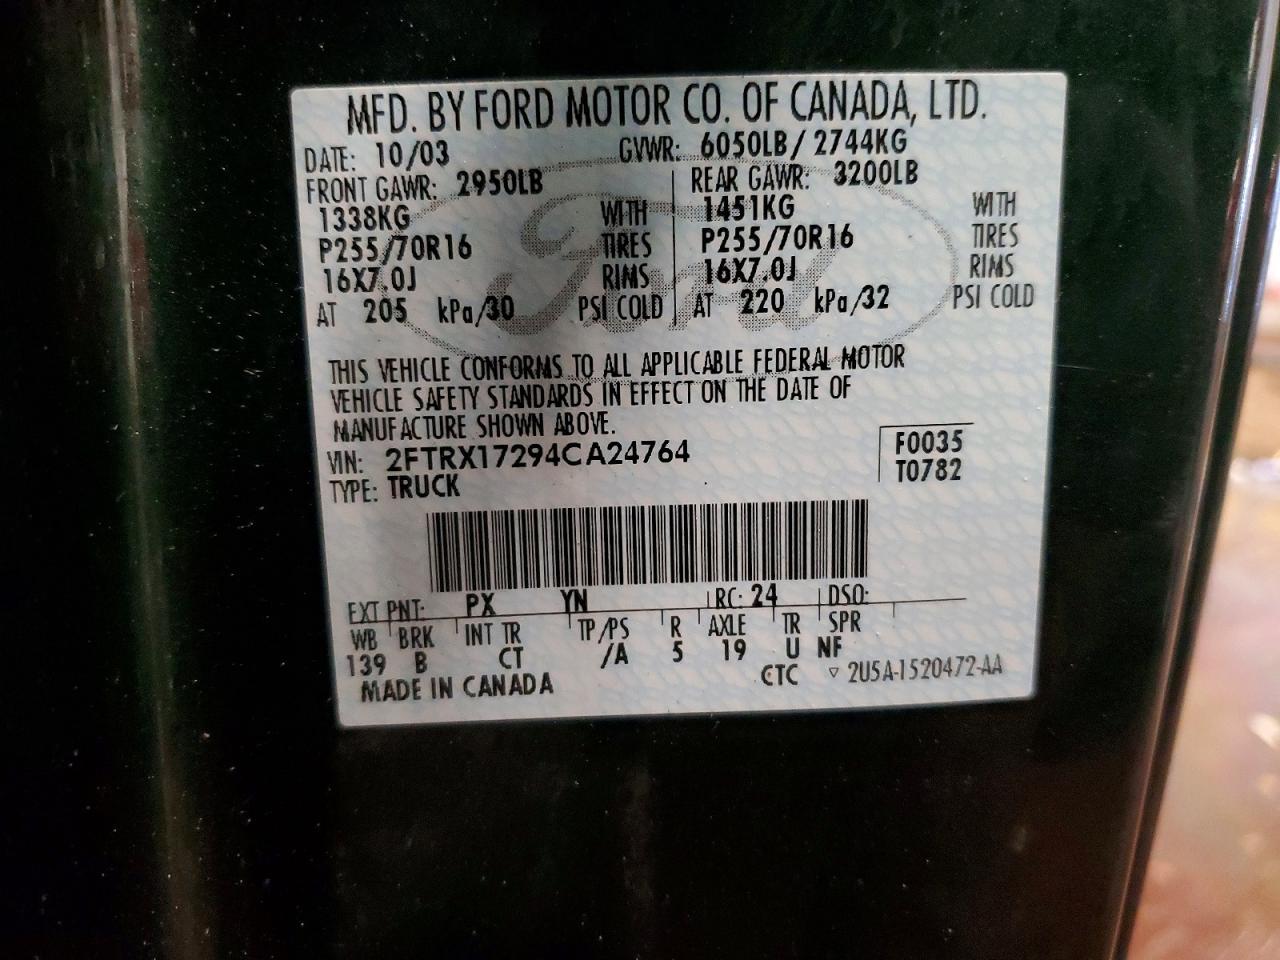 MFD. BY FORD MOTOR CO. OF CANADA, LTD.
DATE: 10/03 GVWR: 6050LB/ 2744KG
FRONT GAWR: 2950LB REAR GAWR: 3200LB
1338KG WITH 1451KG WITH
P255/70R16 TIRES P255/70R16 TIRES
16X7.0J RIMS 16X7.0J RIMS
AT 205 kPa/30 PSI COLD AT 220 kPa/32 PSI COLD
Ford
THIS VEHICLE CONFORMS TO ALL APPLICABLE FEDERAL MOTOR
VEHICLE SAFETY STANDARDS IN EFFECT ON THE DATE OF
MANUFACTURE SHOWN ABOVE.
VIN: 2FTRX17294CA24764 F0035
TYPE: TRUCK T0782
EXT PNT: PX YN RC: 24 DSO:
WB BRK INT TR TP/PS R AXLE TR SPR
139 B CT /A 5 19 U NF
MADE IN CANADA CTC ▽ 2U5A-1520472-AA